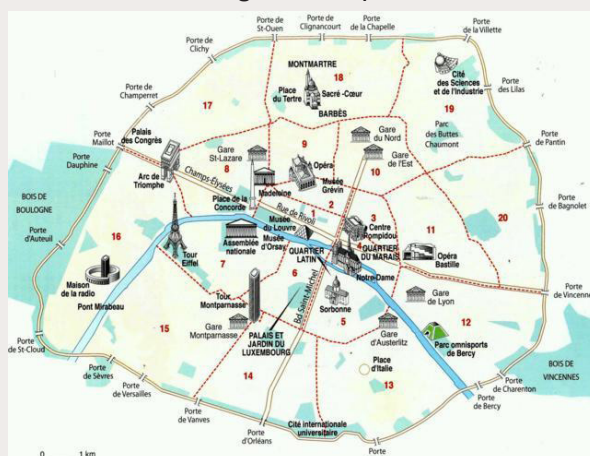 Porte de
St-Ouen
Porte de
Clignancourt
Porte de
la Chapelle
Porte
de la Villette
Porte de
Clichy
MONTMARTRE
18
Place
du Tertre
Sacré-Cœur
BARBÈS
Cité
des Sciences
et de l'Industrie
19
Porte
des Lilas
Porte de
Champerret
17
Palais
des Congrès
Porte
Maillot
Porte
Dauphine
Gare
St-Lazare
8
9
Opéra
Musée
Grévin
Gare
du Nord
Gare
de l'Est
10
Parc
des Buttes
Chaumont
Porte
de Pantin
Arc de
Triomphe
Champs-Élysées
Madeleine
Place de la
Concorde
2
Rue de Rivoli
3
Centre
Pompidou
20
Porte
de Bagnolet
BOIS DE
BOULOGNE
Porte
d'Auteuil
16
Tour
Eiffel
Assemblée
nationale
7
Musée
du Louvre
Musée
d'Orsay
QUARTIER
LATIN
4
QUARTIER
DU MARAIS
11
Opéra
Bastille
Notre Dame
Maison
de la radio
Pont Mirabeau
6
Bd Saint-Michel
Sorbonne
5
Gare
de Lyon
12
Porte
de Vincennes
Tour
Montparnasse
Gare
Montparnasse
PALAIS ET
JARDIN DU
LUXEMBOURG
Gare
d'Austerlitz
Parc omnisports
de Bercy
15
14
Place
d'Italie
13
Porte
de St-Cloud
Porte
de Sèvres
Porte
de Versailles
Porte
de Vanves
Porte
d'Orléans
Cité internationale
universitaire
Porte
Porte
de Bercy
Porte
de Charenton
BOIS DE
VINCENNES
0 1 km